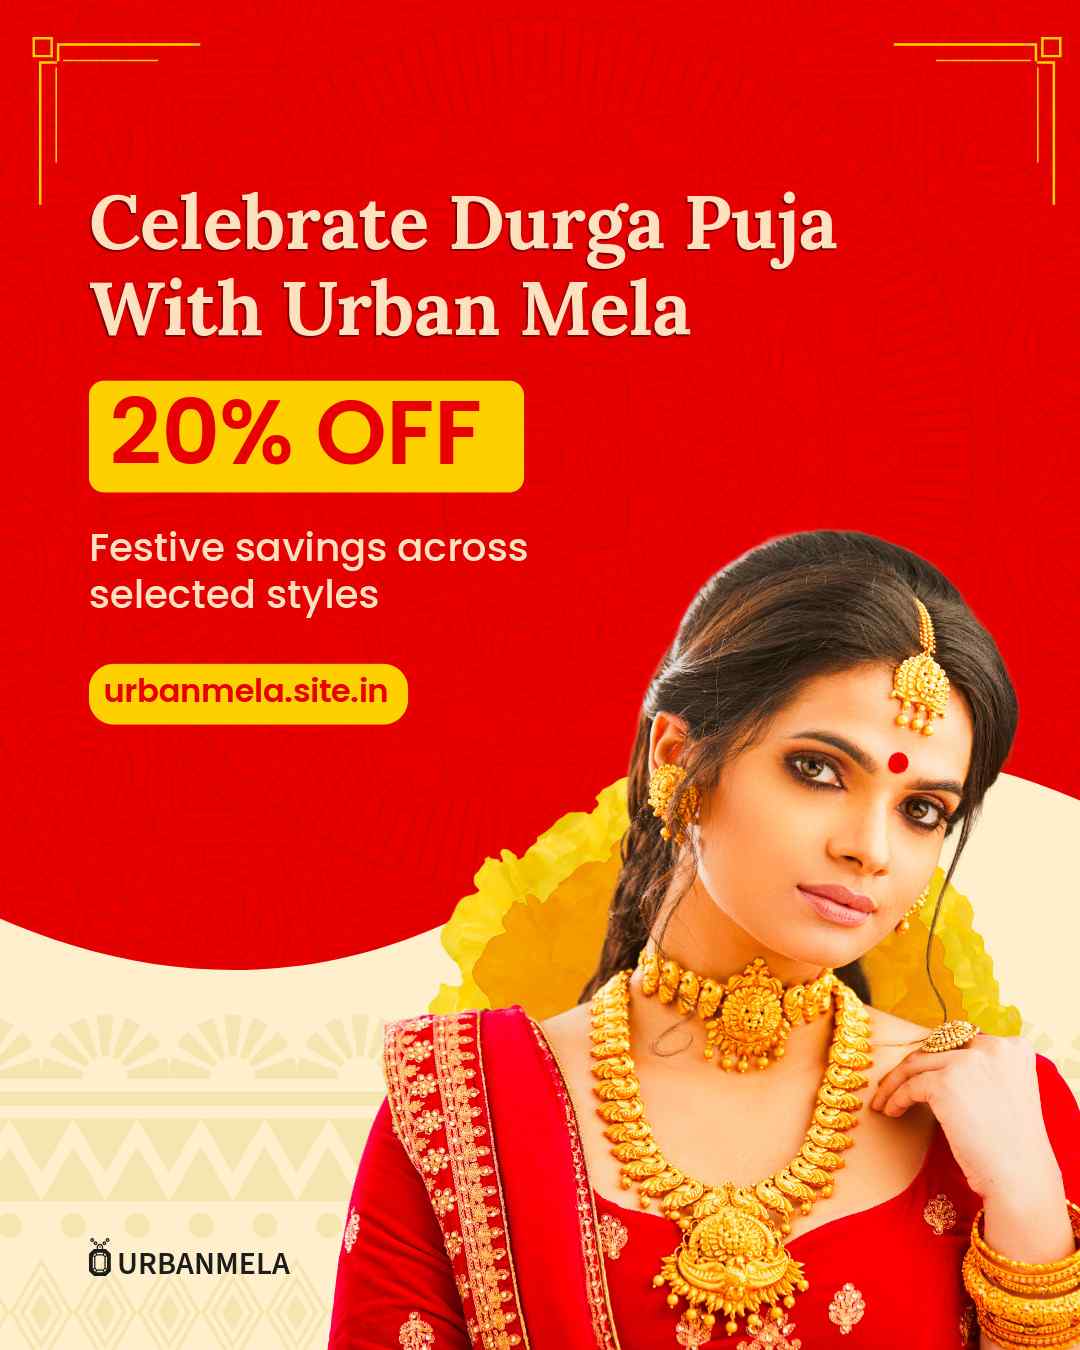 Celebrate Durga Puja
With Urban Mela
20% OFF
Festive savings across
selected styles
urbanmela.site.in
URBANMELA